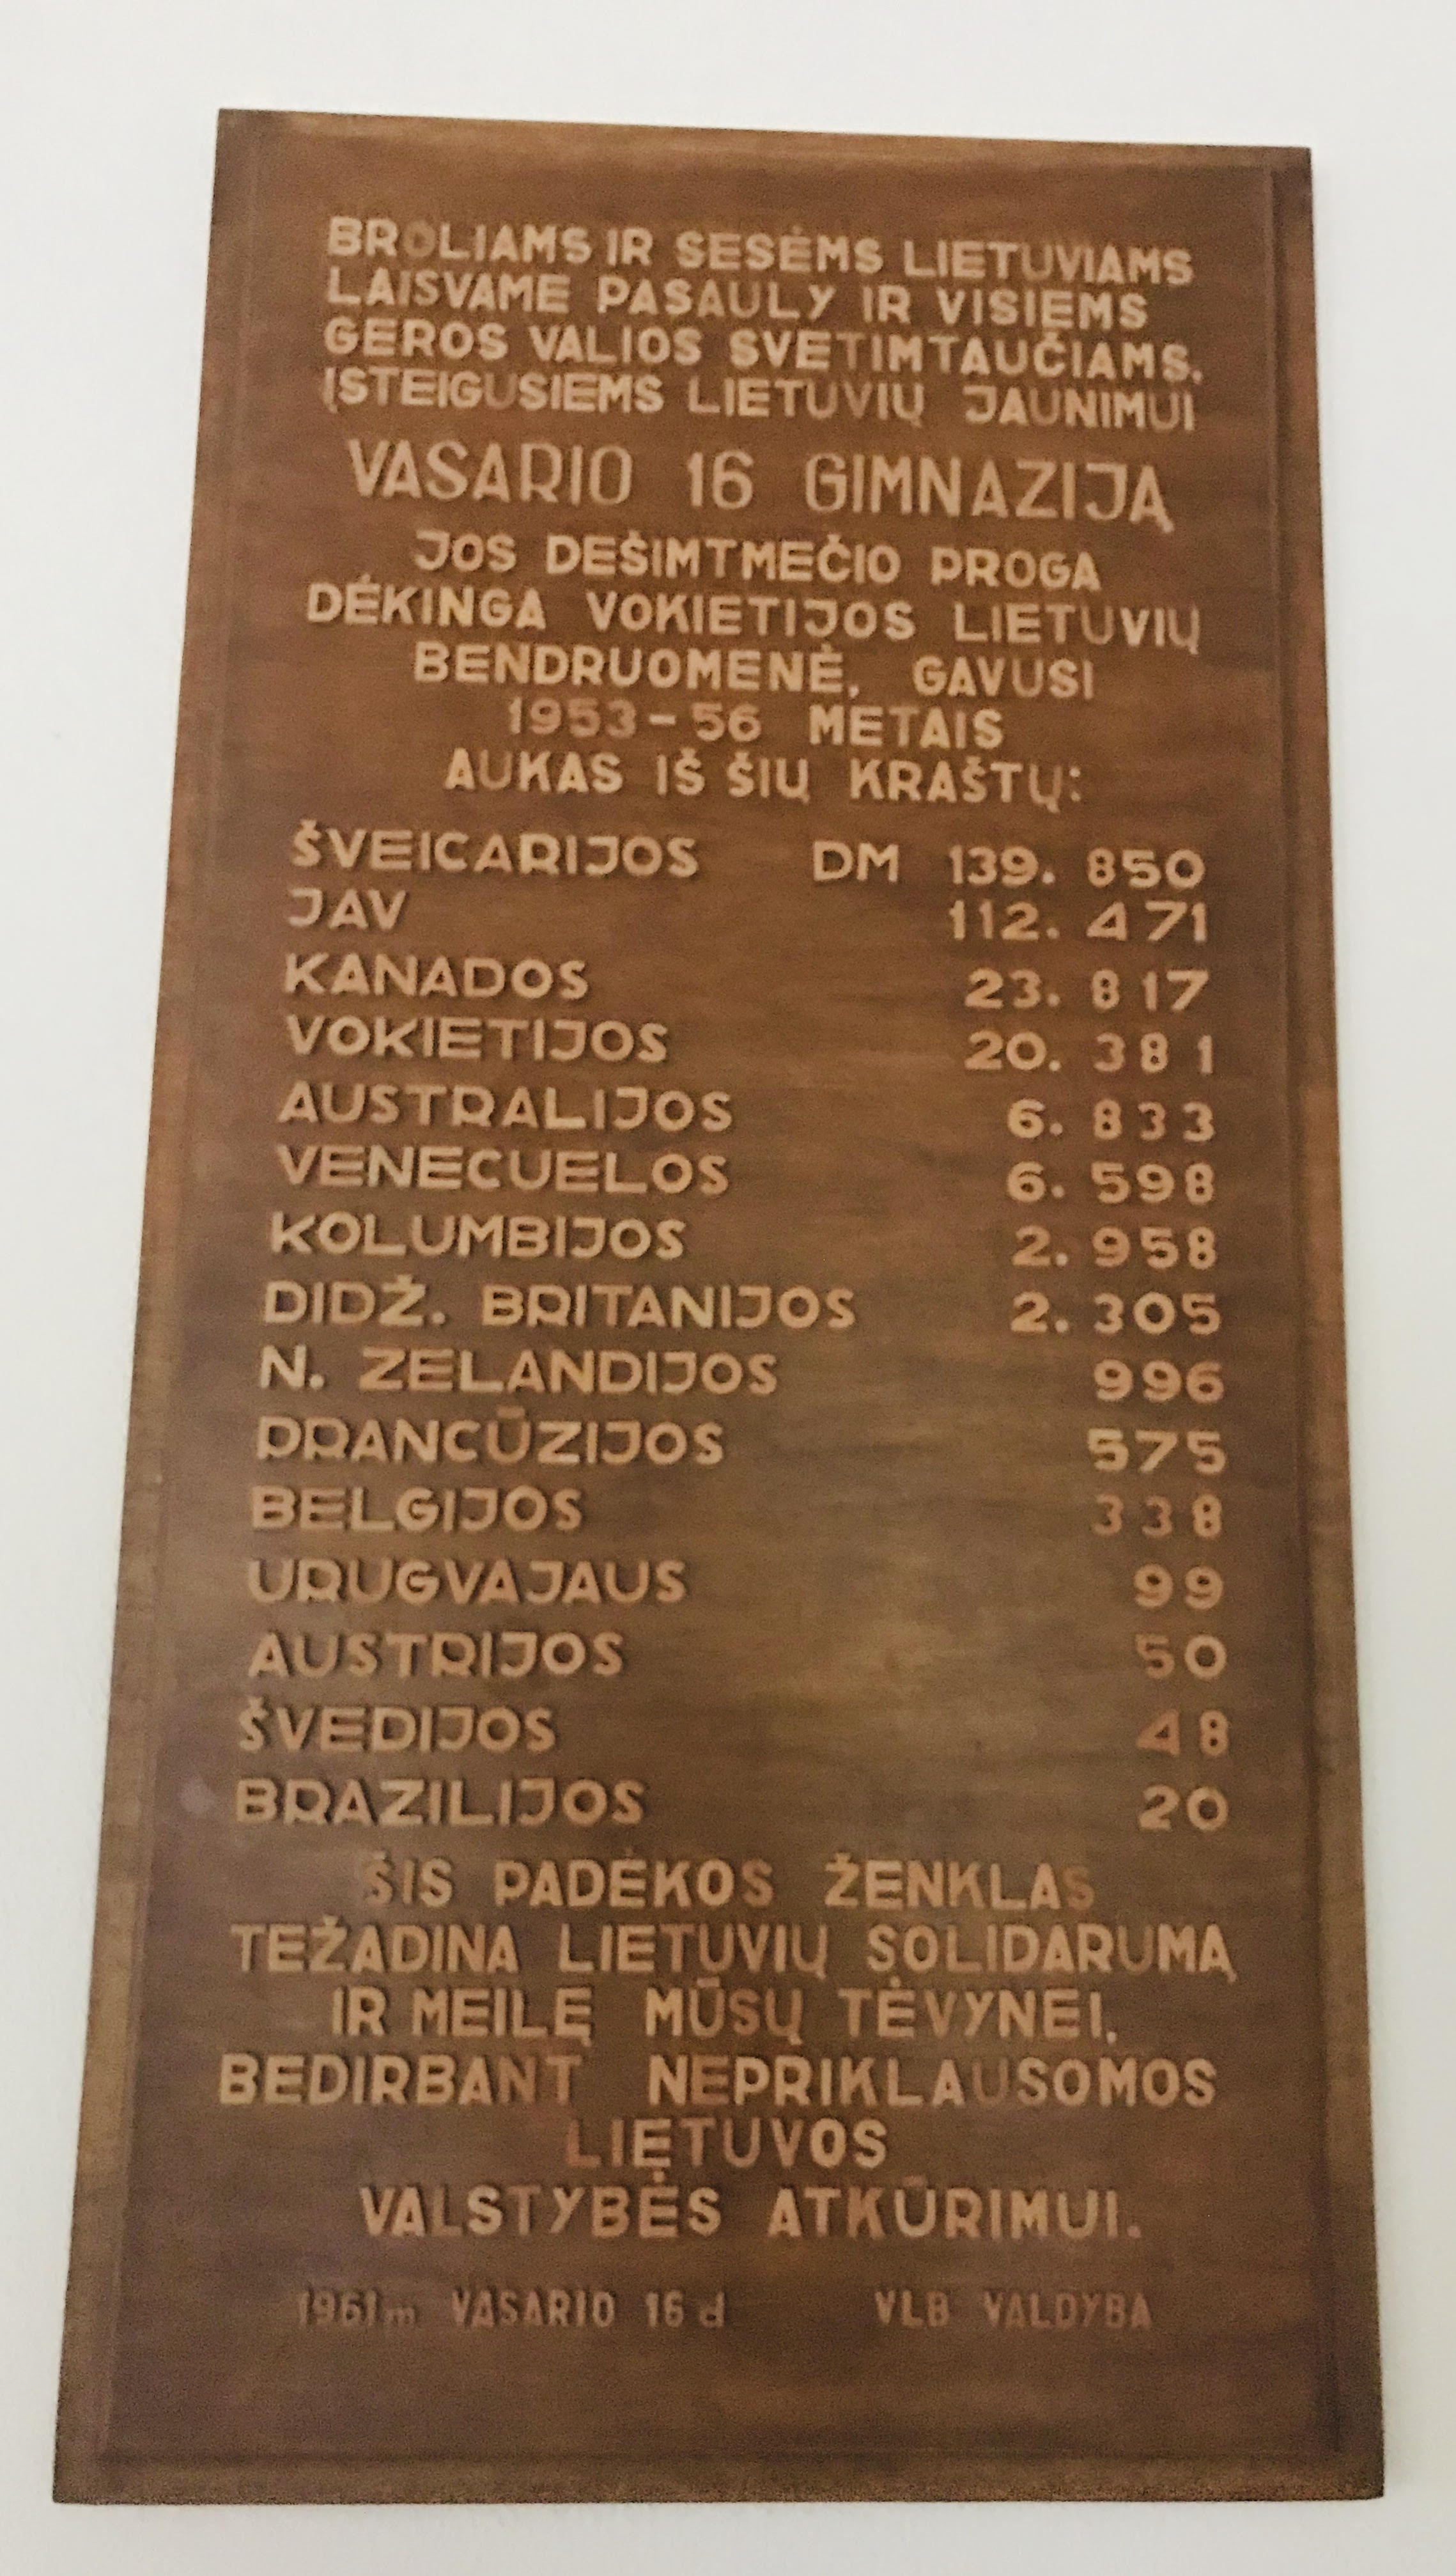 BROLIAMS IR SESĖMS LIETUVIAMS
LAISVAME PASAULY IR VISIEMS
GEROS VALIOS SVETIMTAUČIAMS,
ĮSTEIGUSIEMS LIETUVIŲ JAUNIMUI
VASARIO 16 GIMNAZIJĄ
JOS DEŠIMTMEČIO PROGA
DĖKINGA VOKIETIJOS LIETUVIŲ
BENDRUOMENĖ, GAVUSI
1953-56 METAIS
AUKAS IŠ ŠIŲ KRAŠTŲ:
ŠVEICARIJOS DM 139. 850
JAV 112. 471
KANADOS 23. 817
VOKIETIJOS 20. 381
AUSTRALIJOS 6. 833
VENECUELOS 6. 598
KOLUMBIJOS 2. 958
DIDŽ. BRITANIJOS 2. 305
N. ZELANDIJOS 996
PRANCŪZIJOS 575
BELGIJOS 338
URUGVAJAUS 99
AUSTRIJOS 50
ŠVEDIJOS 48
BRAZILIJOS 20
ŠIS PADĖKOS ŽENKLAS
TEŽADINA LIETUVIŲ SOLIDARUMĄ
IR MEILĘ MŪSŲ TĖVYNEI,
BEDIRBANT NEPRIKLAUSOMOS
LIETUVOS
VALSTYBĖS ATKŪRIMUI.
1961m VASARIO 16 d VLB VALDYBA